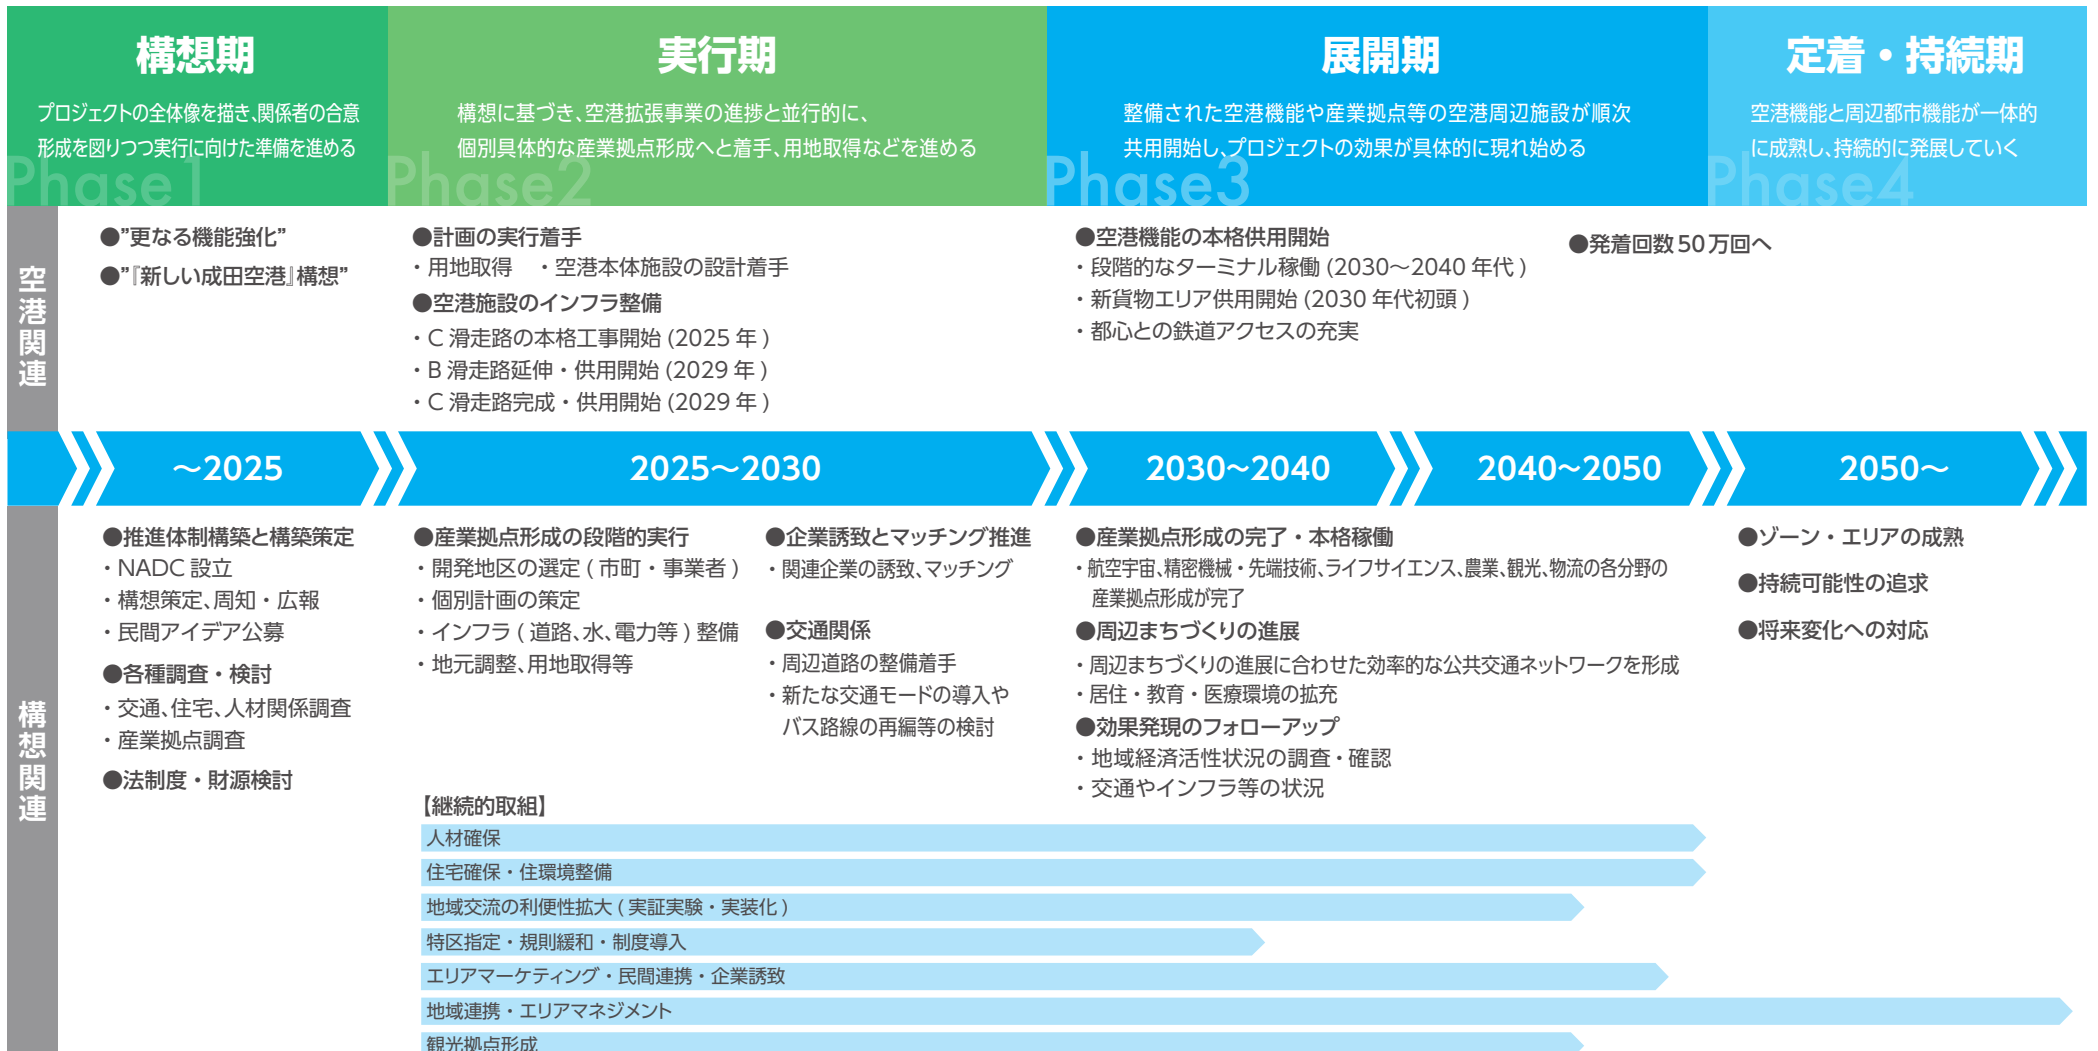 構想期
プロジェクトの全体像を描き、関係者の合意
形成を図りつつ実行に向けた準備を進める
Phase1
実行期
構想に基づき、空港拡張事業の進捗と並行的に、
個別具体的な産業拠点形成へと着手、用地取得などを進める
Phase2
展開期
整備された空港機能や産業拠点等の空港周辺施設が順次
共用開始し、プロジェクトの効果が具体的に現れ始める
Phase3
定着・持続期
空港機能と周辺都市機能が一体的
に成熟し、持続的に発展していく
Phase4
空港関連
●”更なる機能強化”
●”『新しい成田空港』構想”
●計画の実行着手
・用地取得　・空港本体施設の設計着手
●空港施設のインフラ整備
・C 滑走路の本格工事開始 (2025 年 )
・B 滑走路延伸・供用開始 (2029 年 )
・C 滑走路完成・供用開始 (2029 年 )
●空港機能の本格供用開始
・段階的なターミナル稼働 (2030～2040 年代 )
・新貨物エリア供用開始 (2030 年代初頭 )
・都心との鉄道アクセスの充実
●発着回数 50 万回へ
～2025
2025～2030
2030～2040
2040～2050
2050～
構想関連
●推進体制構築と構築策定
・NADC 設立
・構想策定、周知・広報
・民間アイデア公募
●各種調査・検討
・交通、住宅、人材関係調査
・産業拠点調査
●法制度・財源検討
●産業拠点形成の段階的実行
・開発地区の選定 ( 市町・事業者 )
・個別計画の策定
・インフラ ( 道路、水、電力等 ) 整備
・地元調整、用地取得等
●企業誘致とマッチング推進
・関連企業の誘致、マッチング
●交通関係
・周辺道路の整備着手
・新たな交通モードの導入や
バス路線の再編等の検討
●産業拠点形成の完了・本格稼働
・航空宇宙、精密機械・先端技術、ライフサイエンス、農業、観光、物流の各分野の
産業拠点形成が完了
●周辺まちづくりの進展
・周辺まちづくりの進展に合わせた効率的な公共交通ネットワークを形成
・居住・教育・医療環境の拡充
●効果発現のフォローアップ
・地域経済活性状況の調査・確認
・交通やインフラ等の状況
●ゾーン・エリアの成熟
●持続可能性の追求
●将来変化への対応
【継続的取組】
人材確保
住宅確保・住環境整備
地域交流の利便性拡大 ( 実証実験・実装化 )
特区指定・規則緩和・制度導入
エリアマーケティング・民間連携・企業誘致
地域連携・エリアマネジメント
観光拠点形成